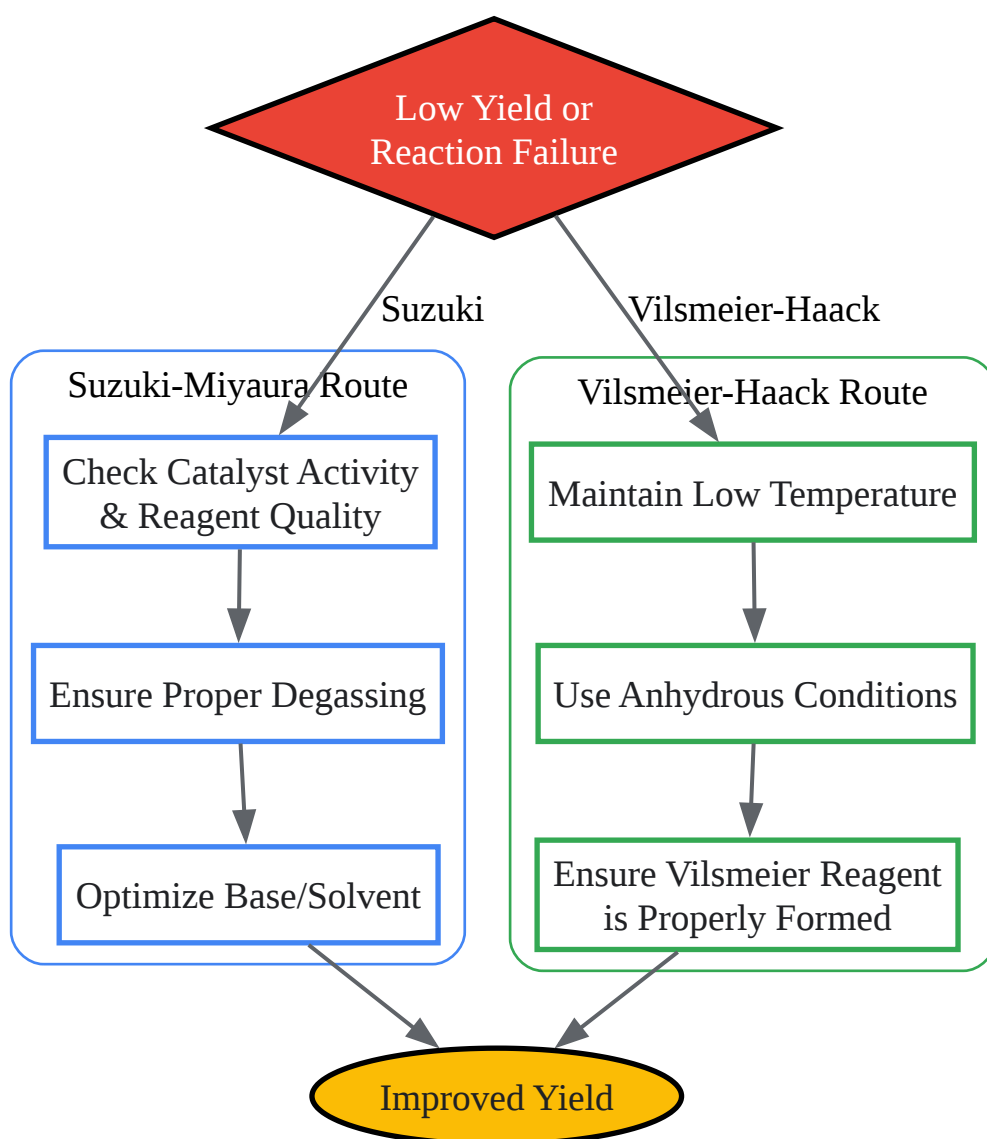 Low Yield or
Reaction Failure
Suzuki
Vilsmeier-Haack
Suzuki-Miyaura Route
Check Catalyst Activity
& Reagent Quality
Ensure Proper Degassing
Optimize Base/Solvent
Vilsmeier-Haack Route
Maintain Low Temperature
Use Anhydrous Conditions
Ensure Vilsmeier Reagent
is Properly Formed
Improved Yield